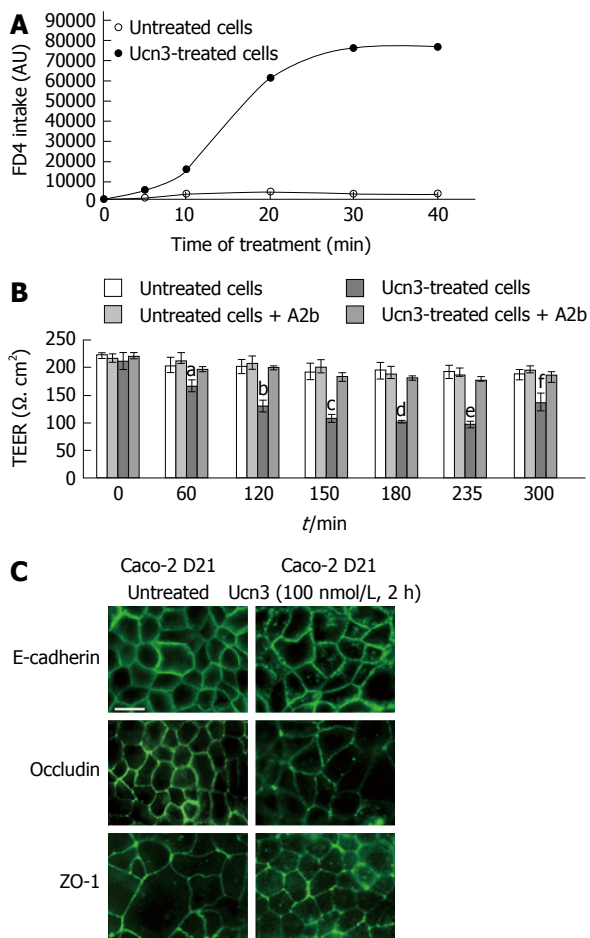 A
90000
80000
70000
60000
50000
40000
30000
20000
10000
0
FD4 intake (AU)
Untreated cells
Ucn3-treated cells
0 10 20 30 40
Time of treatment (min)
B
Untreated cells
Ucn3-treated cells
Untreated cells + A2b
Ucn3-treated cells + A2b
250
200
150
100
50
0
TEER (Ω. cm²)
a
b
c
d
e
f
0 60 120 150 180 235 300
t/min
C
Caco-2 D21
Caco-2 D21
Untreated
Ucn3 (100 nmol/L, 2 h)
E-cadherin
Occludin
ZO-1